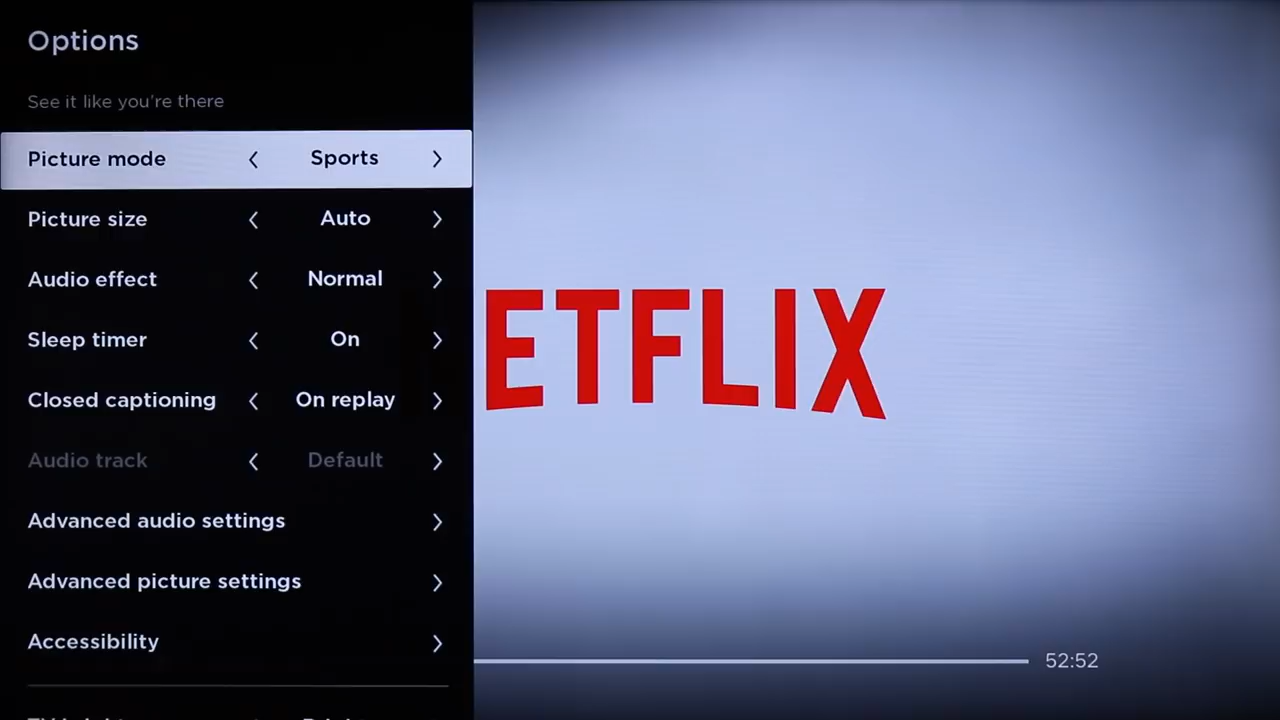 Options
See it like you're there
Picture mode < Sports >
Picture size < Auto >
Audio effect < Normal >
Sleep timer < On >
Closed captioning < On replay >
Audio track < Default >
Advanced audio settings >
Advanced picture settings >
Accessibility >
ETFLIX
52:52